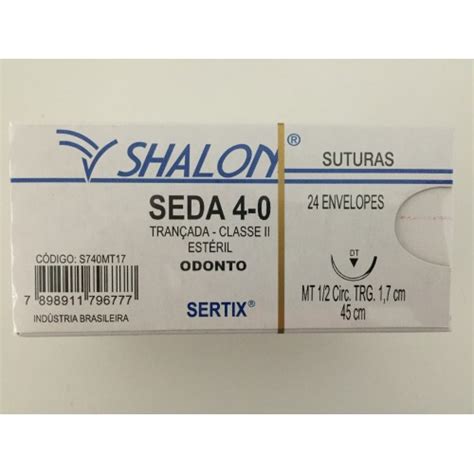 SHALON®
SUTURAS
SEDA 4-0
24 ENVELOPES
TRANÇADA - CLASSE II
ESTÉRIL
ODONTO
CÓDIGO: S740MT17
7 898911 796777
INDÚSTRIA BRASILEIRA
SERTIX®
DT
MT 1/2 Circ. TRG. 1,7 cm
45 cm